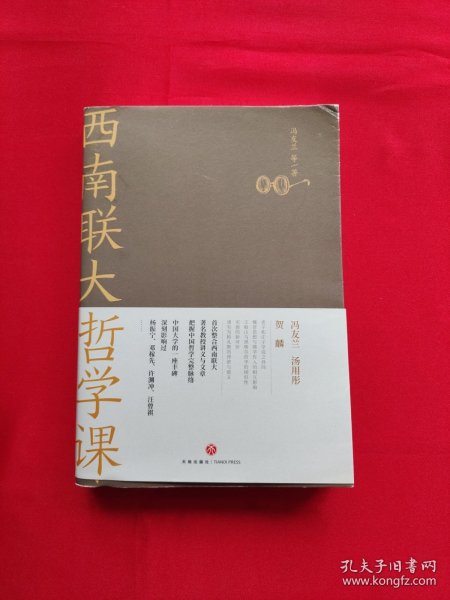 西南联大哲学课
冯友兰 等 著
冯友兰 汤用彤
贺 麟
首次整合西南联大
著名教授讲义与文章
把握中国哲学完整脉络
中国大学的一座丰碑
深刻影响过
杨振宁、邓稼先、许渊冲、汪曾祺
天地出版社 | TIANDI PRESS
孔夫子旧书网
www.kongfz.com